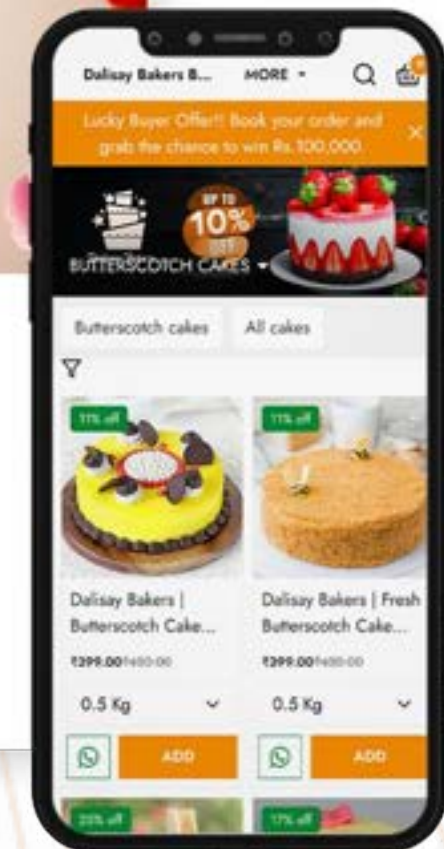 Dalisay Bakers B... MORE
Lucky Buyer Offer!! Book your order and
grab the chance to win Rs.100,000
UP TO
10%
OFF
BUTTERSCOTCH CAKES
Butterscotch cakes All cakes
11% off 11% off
Dalisay Bakers | Dalisay Bakers | Fresh
Butterscotch Cake... Butterscotch Cake...
₹399.00 ₹399.00
0.5 Kg 0.5 Kg
ADD ADD
20% off 17% off